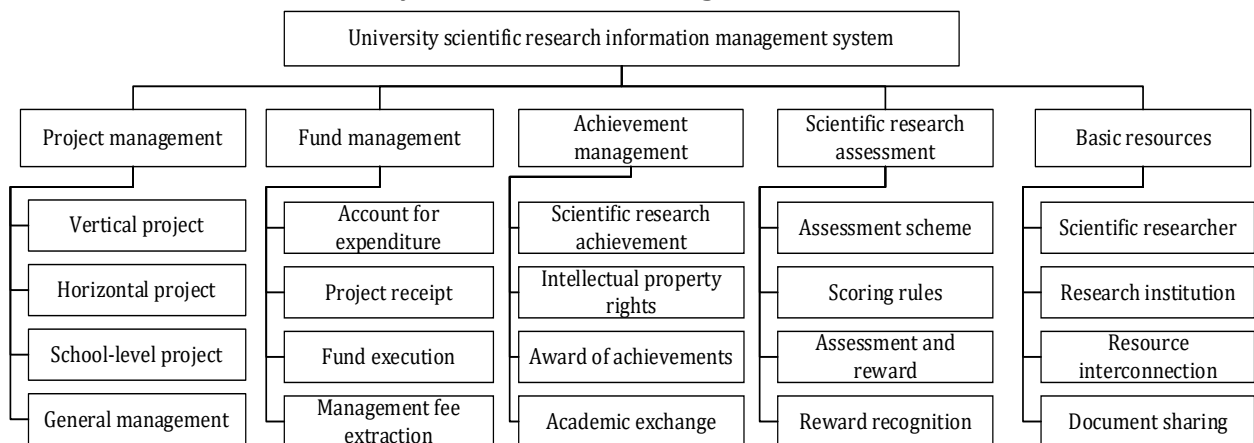 University scientific research information management system
Project management
Fund management
Achievement
management
Scientific research
assessment
Basic resources
Vertical project
Horizontal project
School-level project
General management
Account for
expenditure
Project receipt
Fund execution
Management fee
extraction
Scientific research
achievement
Intellectual property
rights
Award of achievements
Academic exchange
Assessment scheme
Scoring rules
Assessment and
reward
Reward recognition
Scientific researcher
Research institution
Resource
interconnection
Document sharing